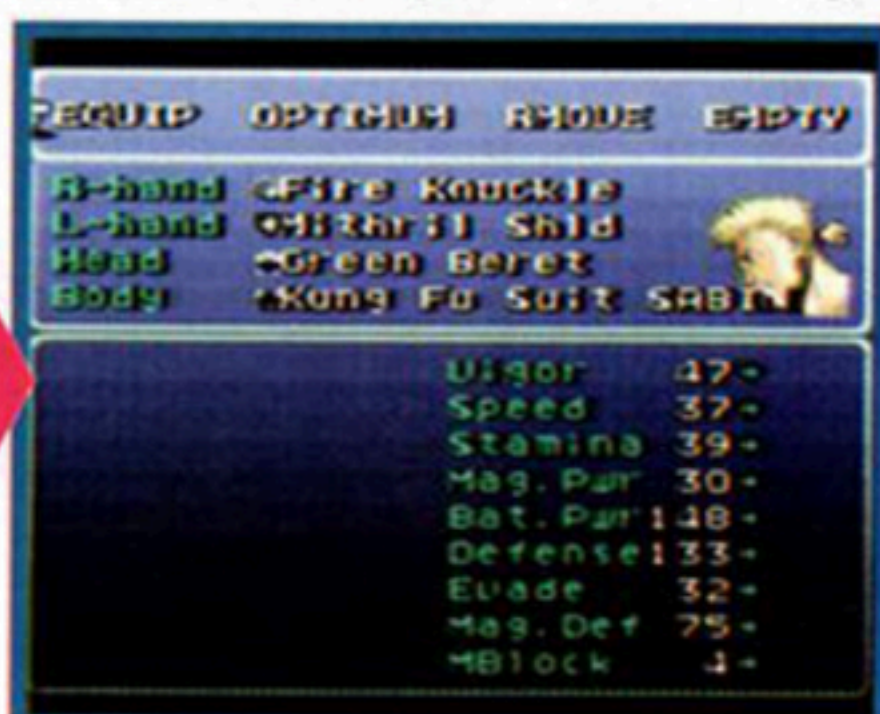 EQUIP OPTIMUM RMOVE EMPTY
R-hand Fire Knuckle
L-hand Mithril Shld
Head Green Beret
Body Kung Fu Suit SABIN
Vigor 47
Speed 37
Stamina 39
Mag.Pwr 30
Bat.Pwr 148
Defense 133
Evade 32
Mag.Def 75
MBlock 4